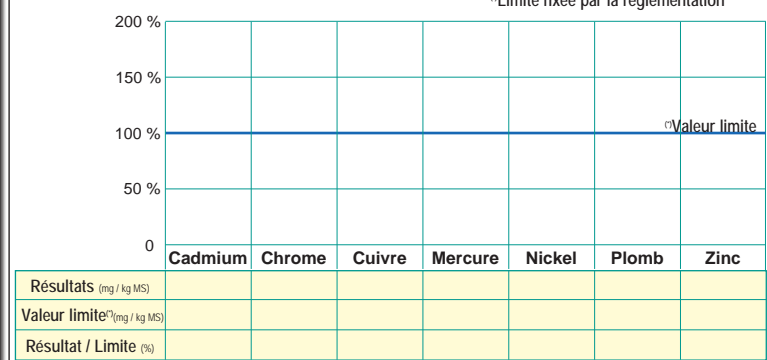 (*)Limite fixée par la réglementation
200 %
150 %
100 %
(*)Valeur limite
50 %
0
Cadmium Chrome Cuivre Mercure Nickel Plomb Zinc
Résultats (mg / kg MS)
Valeur limite(*)(mg / kg MS)
Résultat / Limite (%)